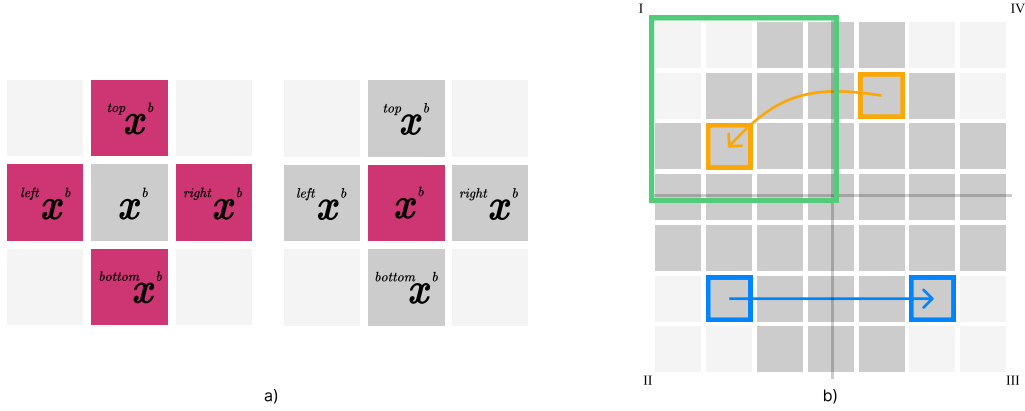 I
IV
top x b
top x b
left x b
x b
right x b
left x b
x b
right x b
bottom x b
bottom x b
II
III
a)
b)